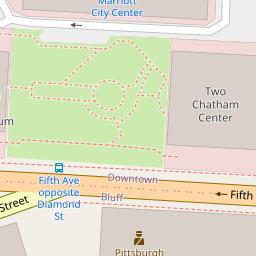 Marriott
City Center
Two
Chatham
Center
um
Fifth Ave
opposite
Diamond
St
Downtown
Bluff
Fifth
Street
Pittsburgh